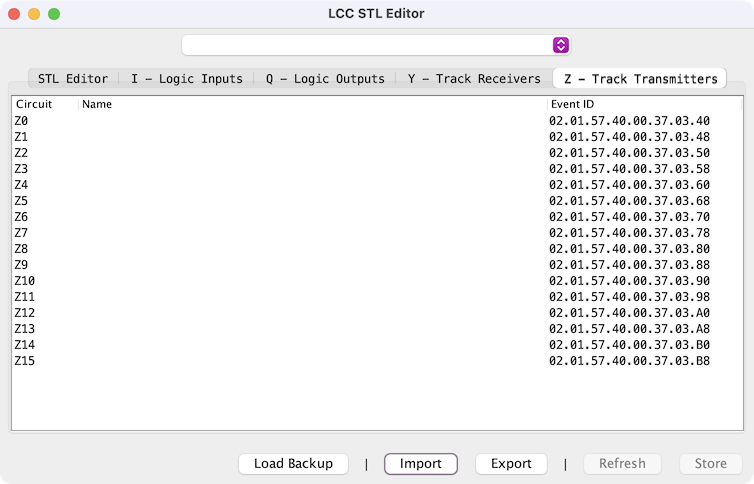 LCC STL Editor
STL Editor I - Logic Inputs Q - Logic Outputs Y - Track Receivers Z - Track Transmitters
Circuit Name Event ID
Z0 02.01.57.40.00.37.03.40
Z1 02.01.57.40.00.37.03.48
Z2 02.01.57.40.00.37.03.50
Z3 02.01.57.40.00.37.03.58
Z4 02.01.57.40.00.37.03.60
Z5 02.01.57.40.00.37.03.68
Z6 02.01.57.40.00.37.03.70
Z7 02.01.57.40.00.37.03.78
Z8 02.01.57.40.00.37.03.80
Z9 02.01.57.40.00.37.03.88
Z10 02.01.57.40.00.37.03.90
Z11 02.01.57.40.00.37.03.98
Z12 02.01.57.40.00.37.03.A0
Z13 02.01.57.40.00.37.03.A8
Z14 02.01.57.40.00.37.03.B0
Z15 02.01.57.40.00.37.03.B8
Load Backup | Import Export | Refresh Store